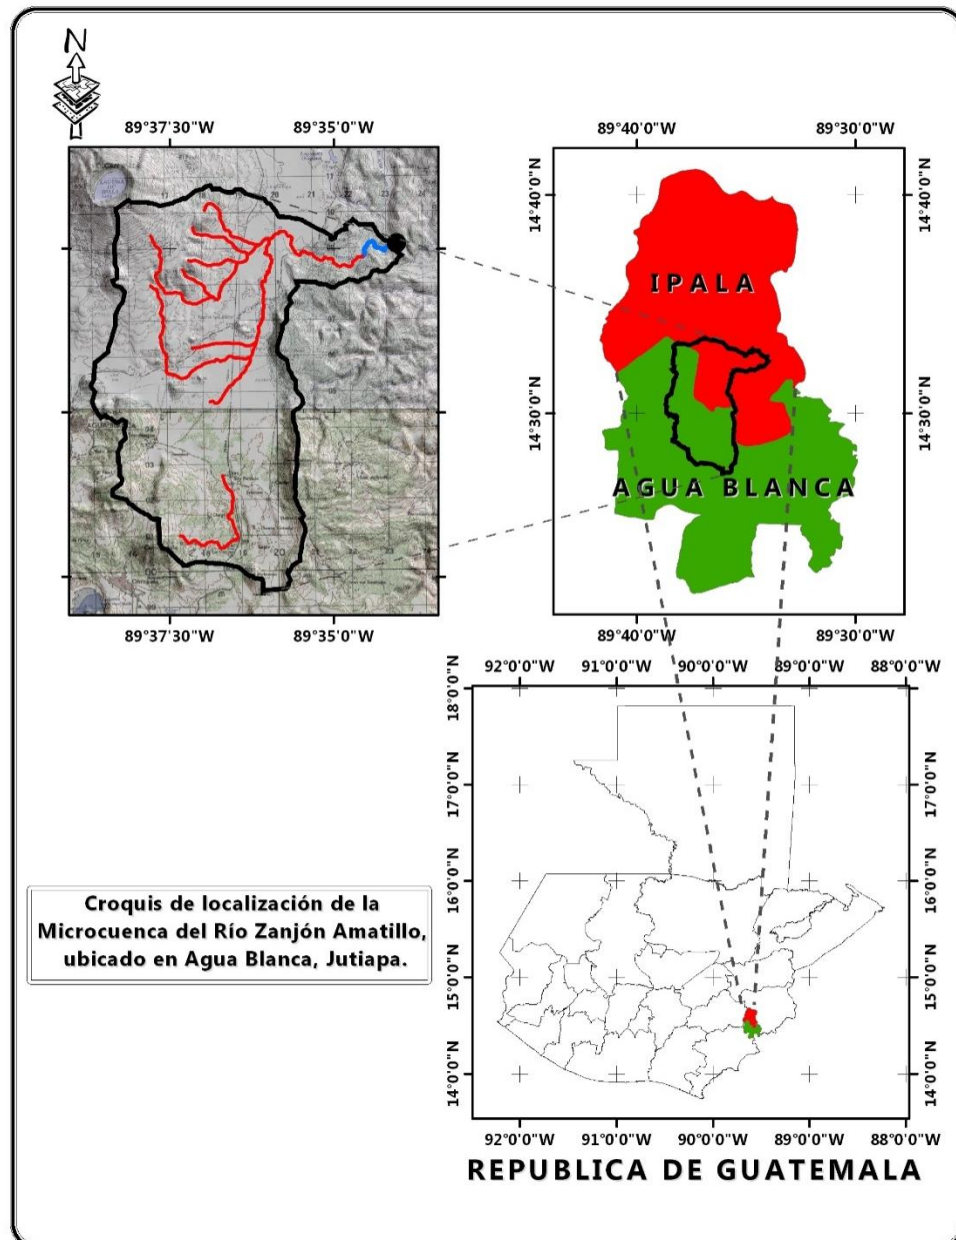 N
89°37'30"W 89°35'0"W
89°37'30"W 89°35'0"W
89°40'0"W 89°30'0"W
14°40'0"N 14°40'0"N
IPALA
14°30'0"N 14°30'0"N
AGUA BLANCA
89°40'0"W 89°30'0"W
92°0'0"W 91°0'0"W 90°0'0"W 89°0'0"W 88°0'0"W
18°0'0"N 18°0'0"N
17°0'0"N 17°0'0"N
16°0'0"N 16°0'0"N
15°0'0"N 15°0'0"N
14°0'0"N 14°0'0"N
92°0'0"W 91°0'0"W 90°0'0"W 89°0'0"W 88°0'0"W
REPUBLICA DE GUATEMALA
Croquis de localización de la
Microcuenca del Río Zanjón Amatillo,
ubicado en Agua Blanca, Jutiapa.